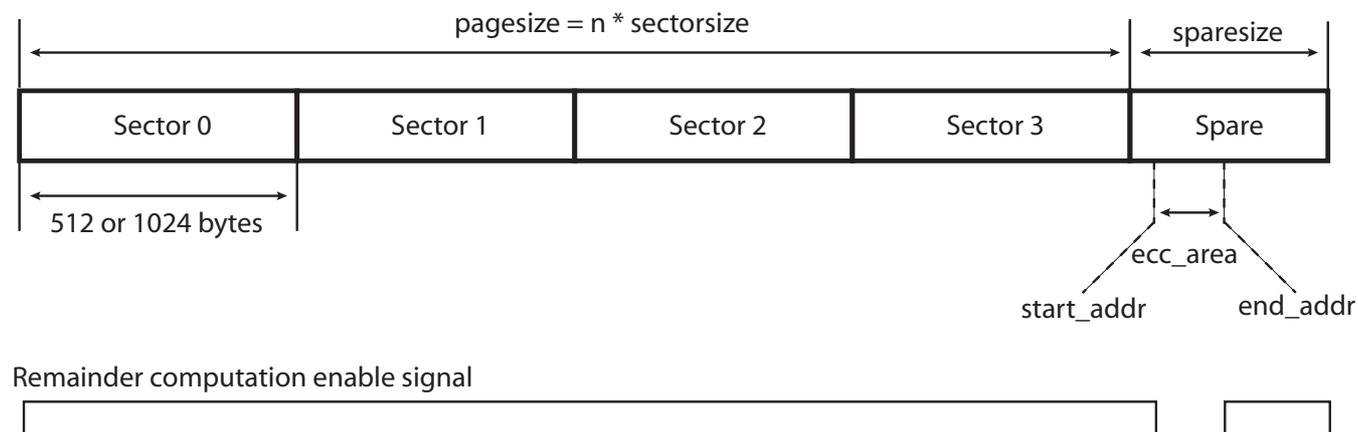 pagesize = n * sectorsize
sparesize
Sector 0
Sector 1
Sector 2
Sector 3
Spare
512 or 1024 bytes
ecc_area
start_addr
end_addr
Remainder computation enable signal